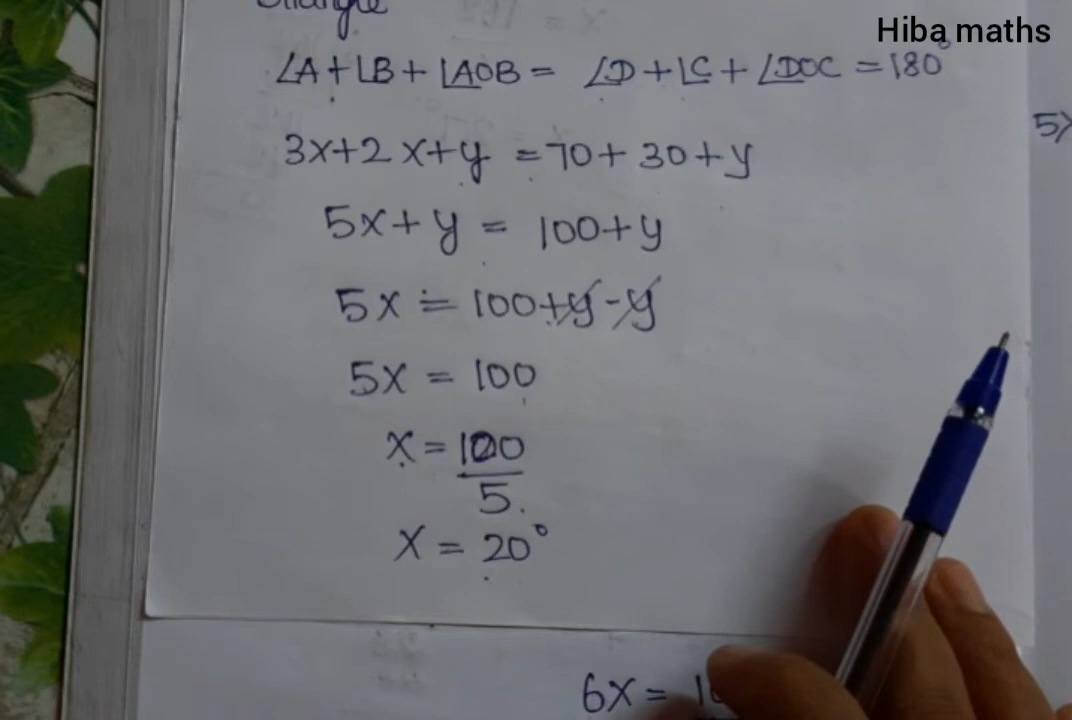 Hiba maths
∠A+∠B+∠AOB = ∠D+∠C+∠DOC =180°
3x+2x+y =70+30+y
5x+y = 100+y
5x = 100+y-y
5x = 100
x = 100
5.
x = 20°
6x =
5)